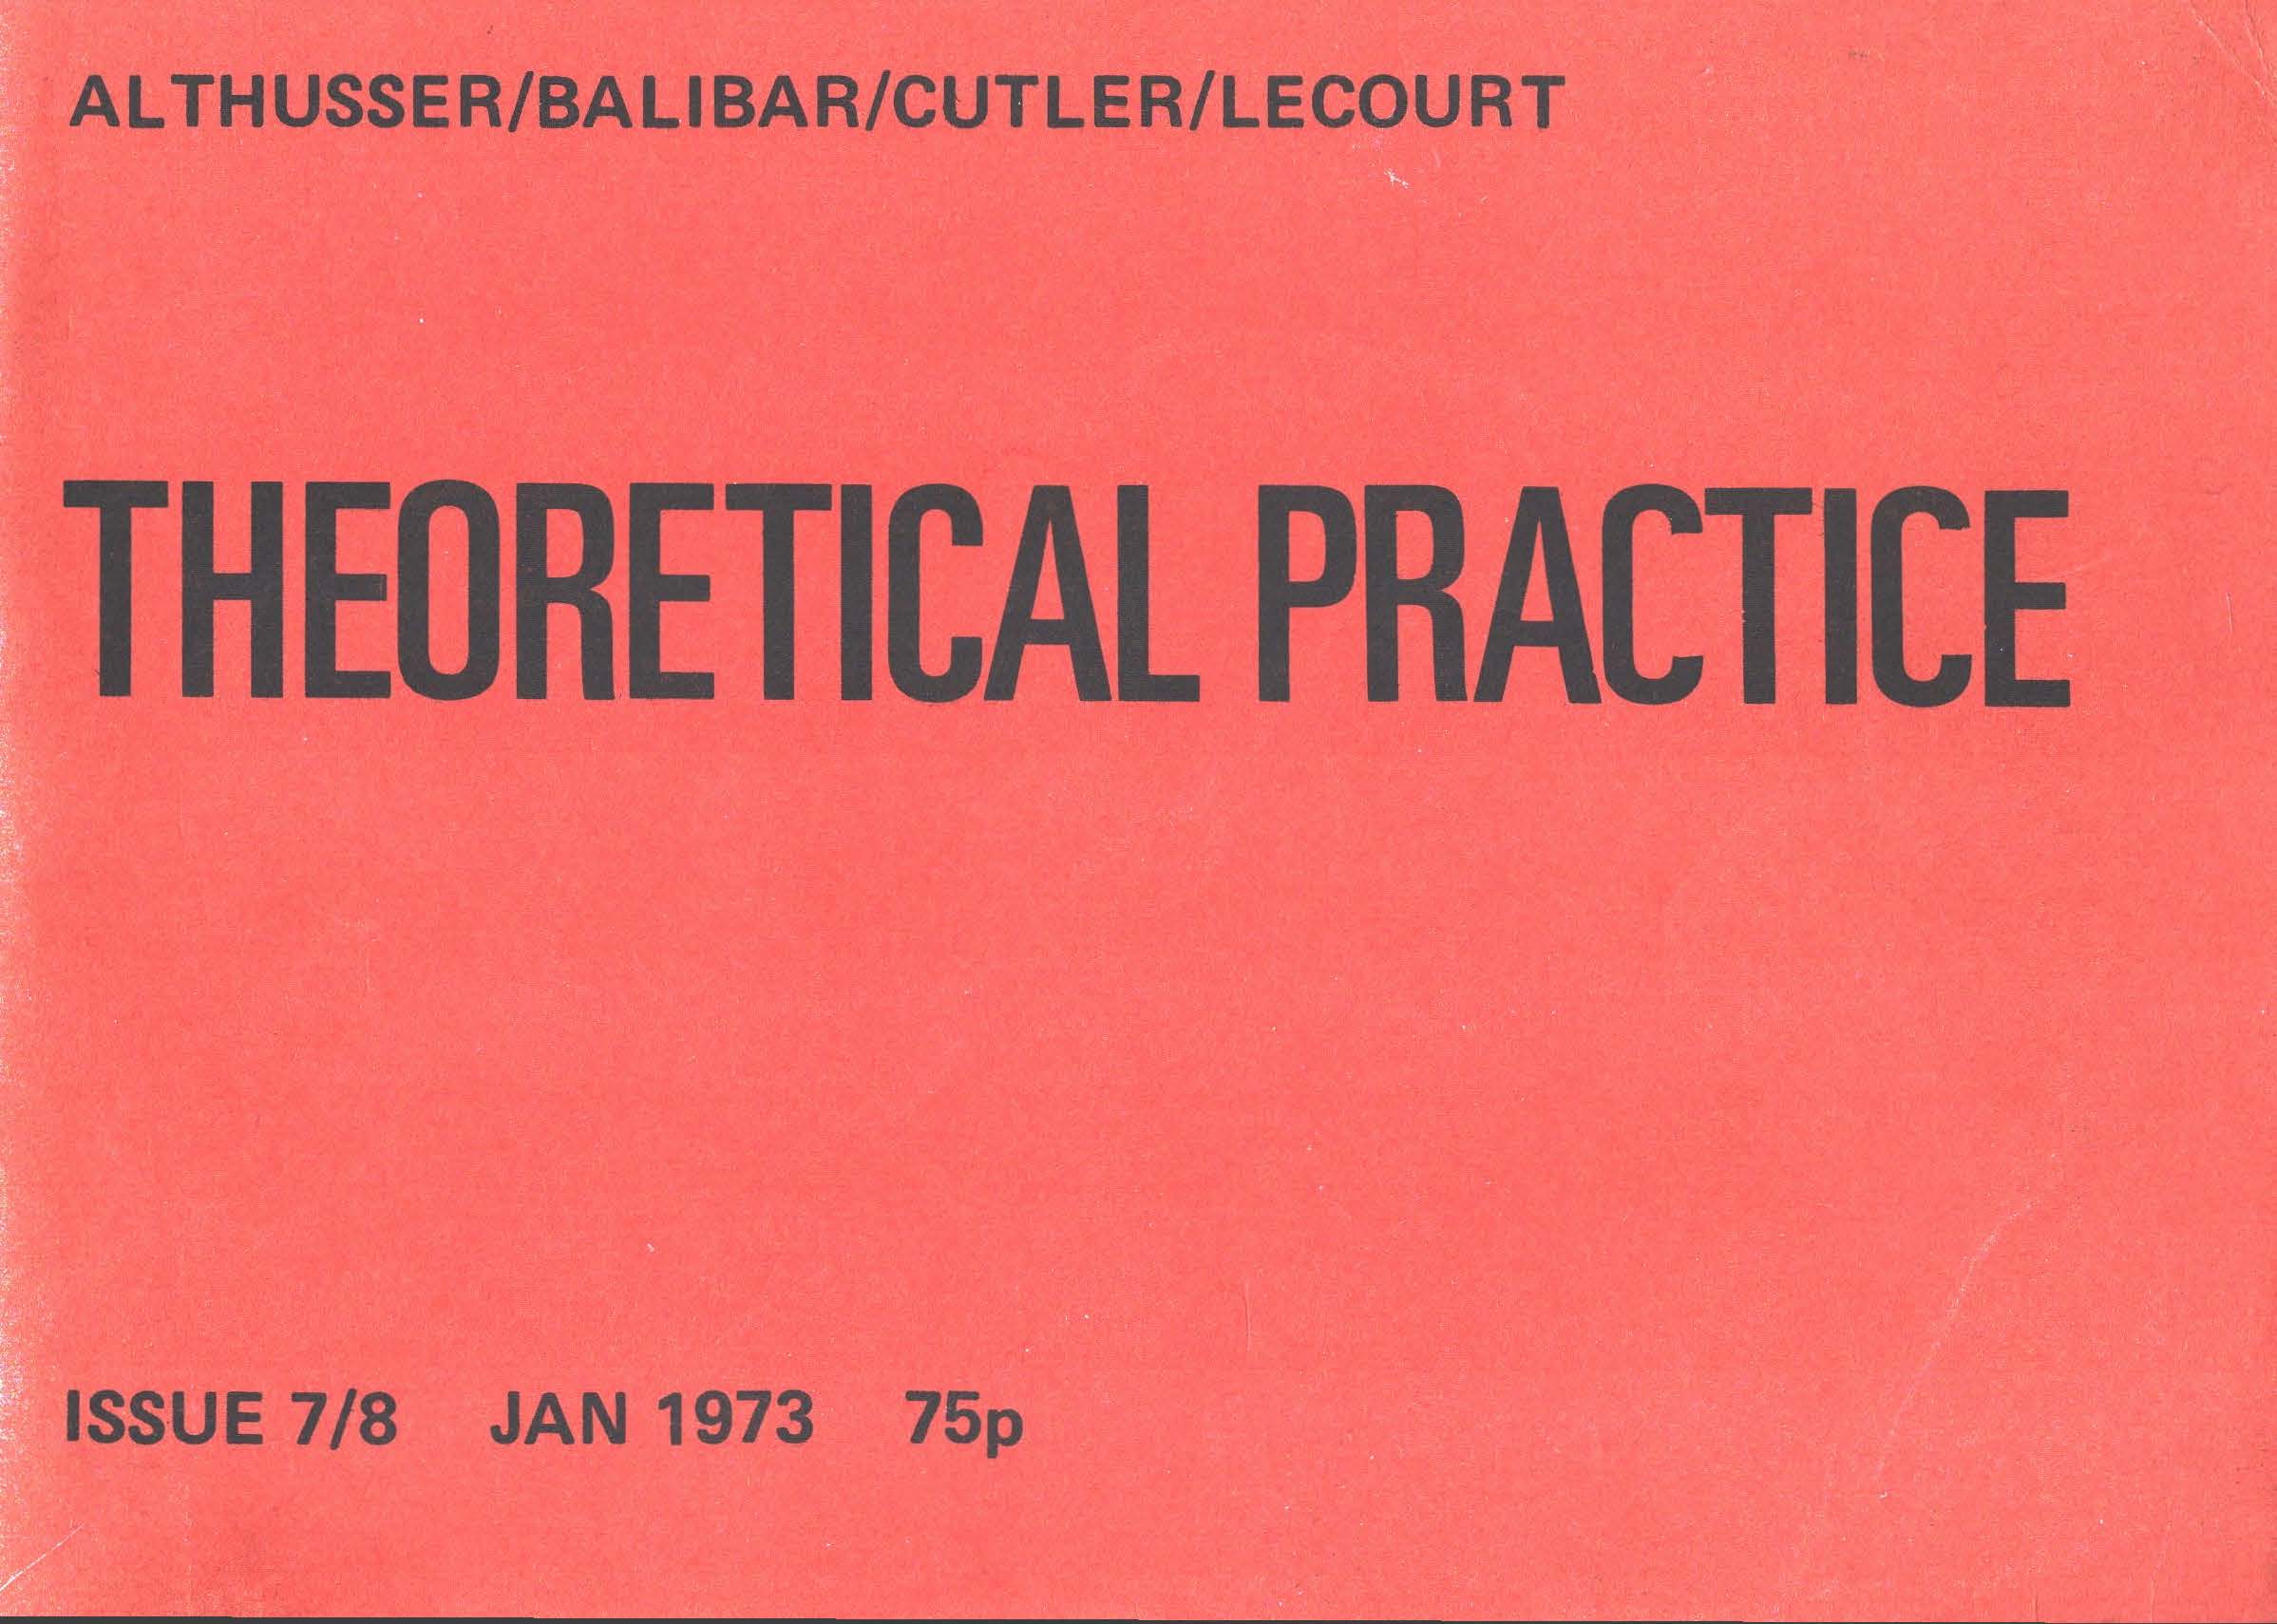 ALTHUSSER/BALIBAR/CUTLER/LECOURT
THEORETICAL PRACTICE
ISSUE 7/8 JAN 1973 75p